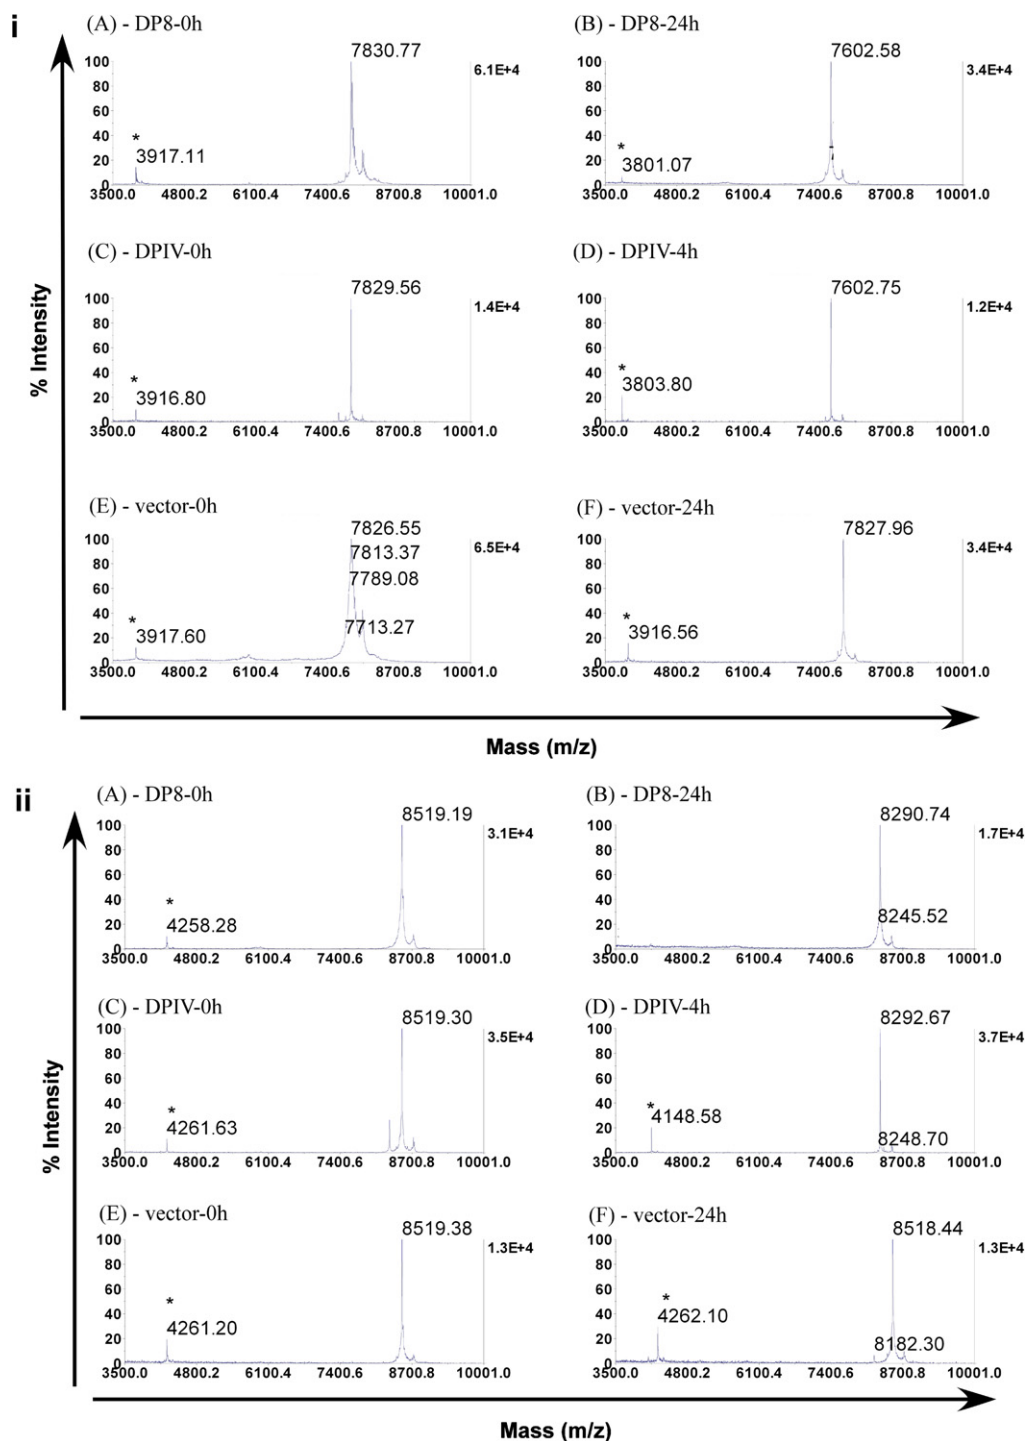 i
% Intensity
(A) - DP8-0h
7830.77
100
80
60
40
20
0
6.1E+4
*
3917.11
3500.0 4800.2 6100.4 7400.6 8700.8 10001.0
(B) - DP8-24h
7602.58
100
80
60
40
20
0
3.4E+4
*
3801.07
3500.0 4800.2 6100.4 7400.6 8700.8 10001.0
(C) - DPIV-0h
7829.56
100
80
60
40
20
0
1.4E+4
*
3916.80
3500.0 4800.2 6100.4 7400.6 8700.8 10001.0
(D) - DPIV-4h
7602.75
100
80
60
40
20
0
1.2E+4
*
3803.80
3500.0 4800.2 6100.4 7400.6 8700.8 10001.0
(E) - vector-0h
7826.55
7813.37
7789.08
7713.27
100
80
60
40
20
0
6.5E+4
*
3917.60
3500.0 4800.2 6100.4 7400.6 8700.8 10001.0
(F) - vector-24h
7827.96
100
80
60
40
20
0
3.4E+4
*
3916.56
3500.0 4800.2 6100.4 7400.6 8700.8 10001.0
Mass (m/z)
ii
% Intensity
(A) - DP8-0h
8519.19
100
80
60
40
20
0
3.1E+4
*
4258.28
3500.0 4800.2 6100.4 7400.6 8700.8 10001.0
(B) - DP8-24h
8290.74
100
80
60
40
20
0
1.7E+4
8245.52
3500.0 4800.2 6100.4 7400.6 8700.8 10001.0
(C) - DPIV-0h
8519.30
100
80
60
40
20
0
3.5E+4
*
4261.63
3500.0 4800.2 6100.4 7400.6 8700.8 10001.0
(D) - DPIV-4h
8292.67
100
80
60
40
20
0
3.7E+4
*
4148.58
8248.70
3500.0 4800.2 6100.4 7400.6 8700.8 10001.0
(E) - vector-0h
8519.38
100
80
60
40
20
0
1.3E+4
*
4261.20
3500.0 4800.2 6100.4 7400.6 8700.8 10001.0
(F) - vector-24h
8518.44
100
80
60
40
20
0
1.3E+4
*
4262.10
8182.30
3500.0 4800.2 6100.4 7400.6 8700.8 10001.0
Mass (m/z)